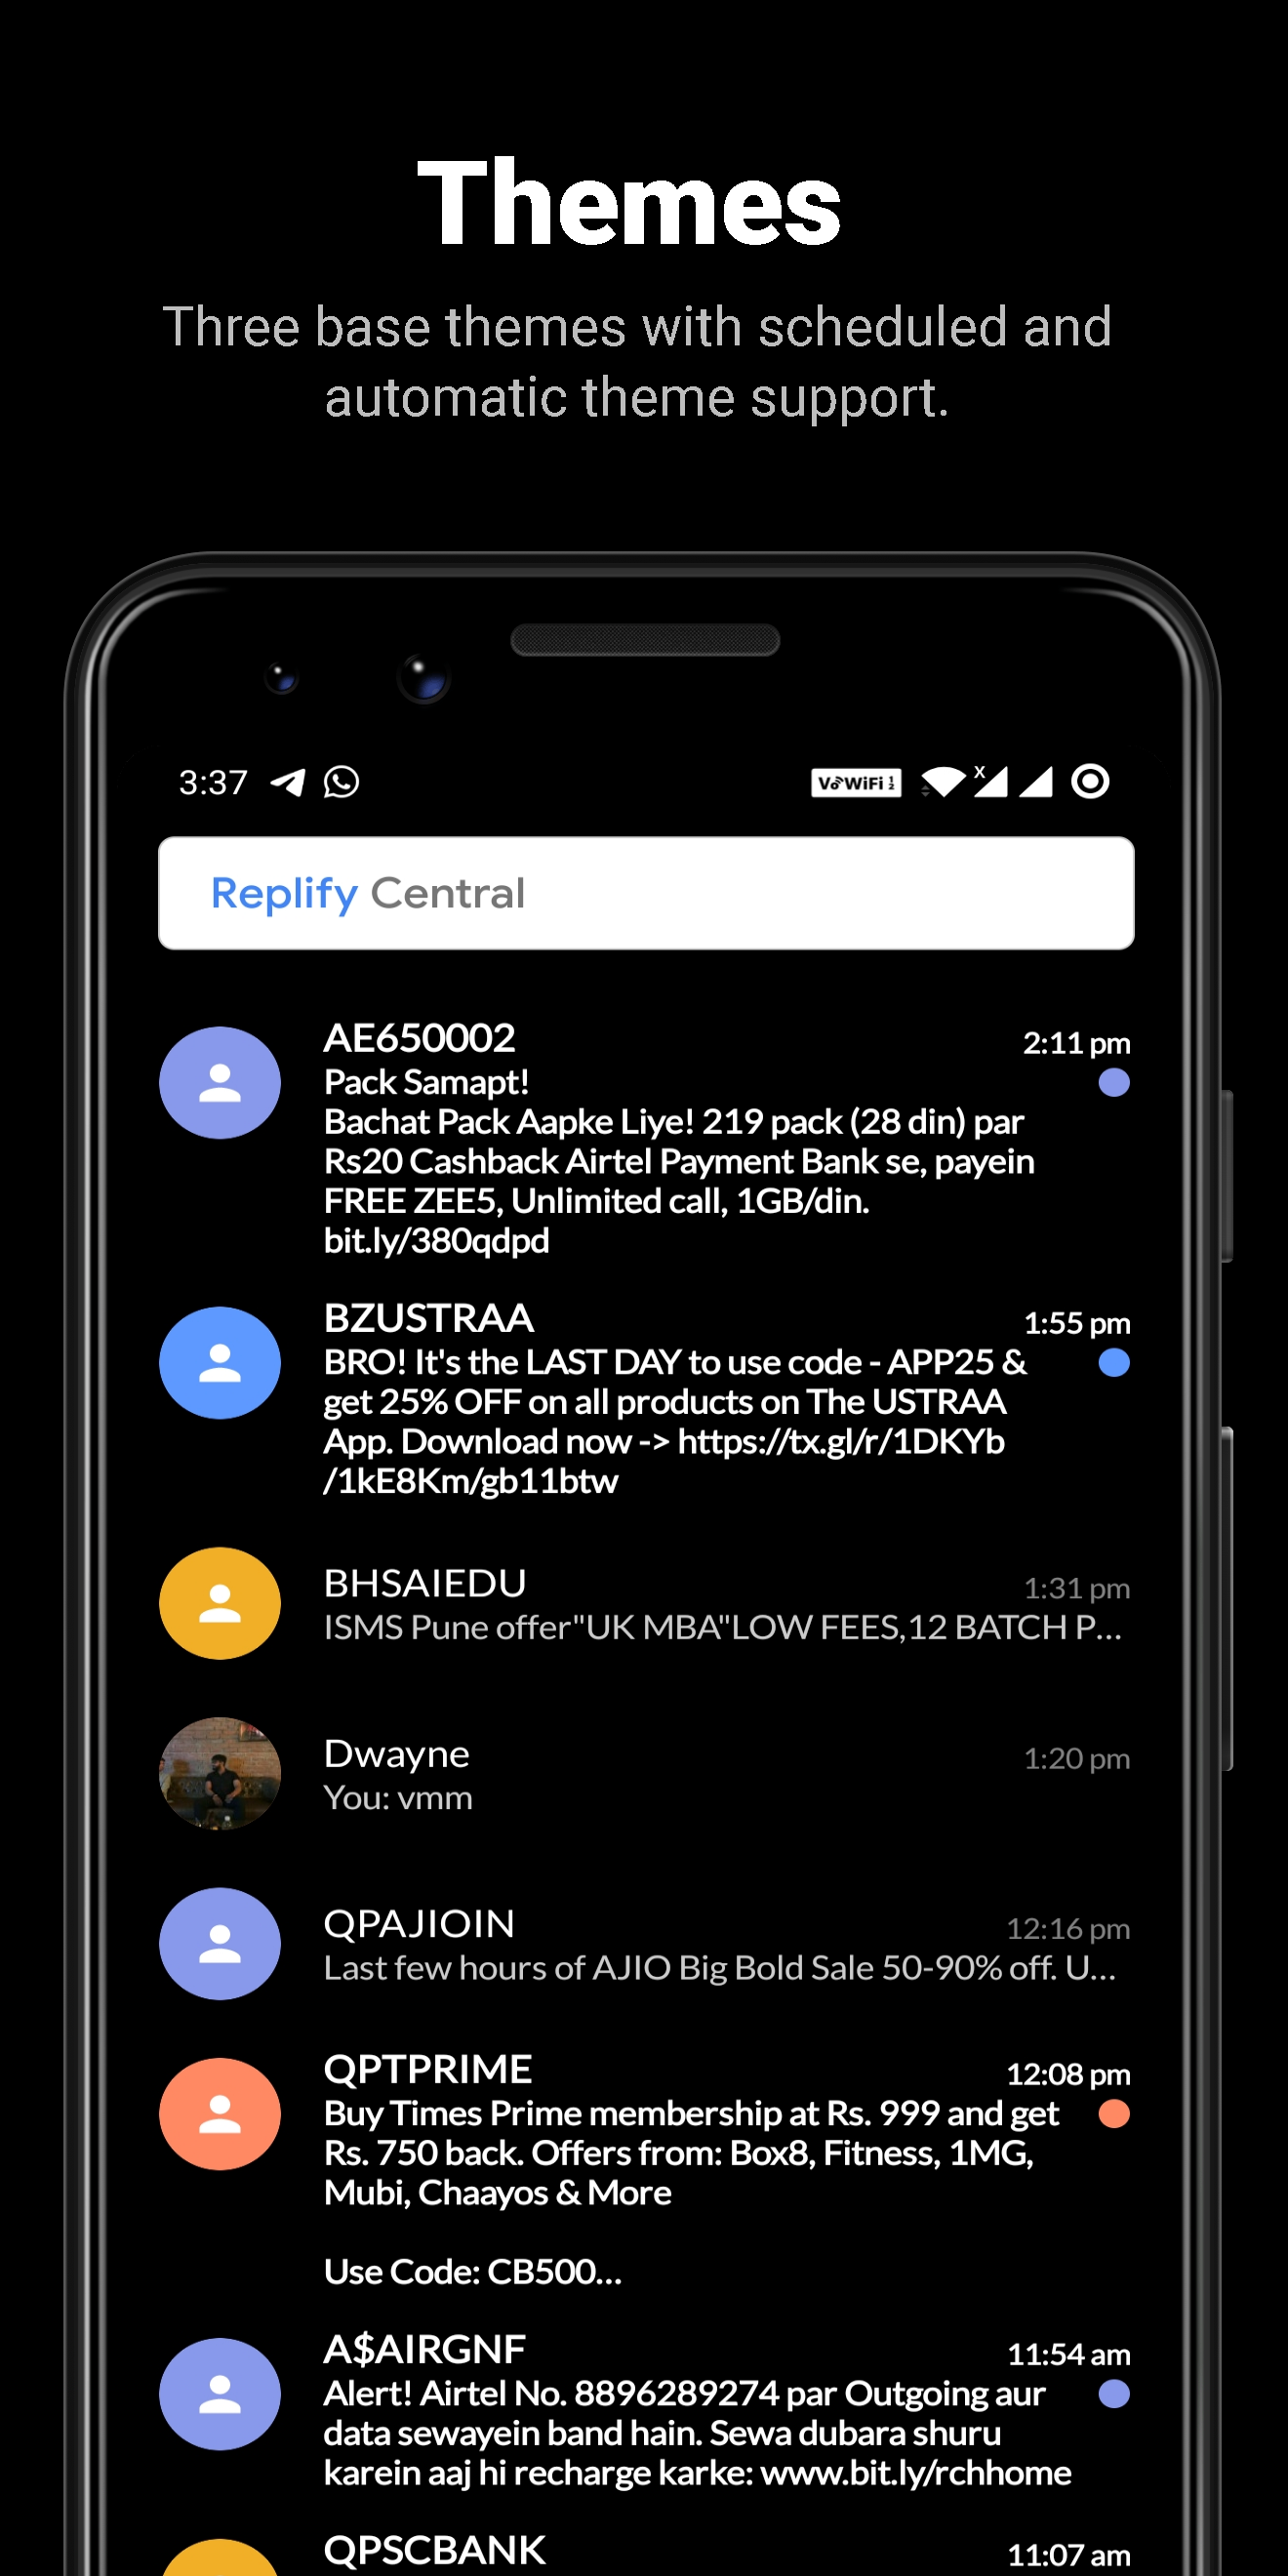 Themes
Three base themes with scheduled and
automatic theme support.
3:37
VoWiFi 1 2
X
Replify Central
AE650002
2:11 pm
Pack Samapt!
Bachat Pack Aapke Liye! 219 pack (28 din) par
Rs20 Cashback Airtel Payment Bank se, payein
FREE ZEE5, Unlimited call, 1GB/din.
bit.ly/380qdpd
BZUSTRAA
1:55 pm
BRO! It's the LAST DAY to use code - APP25 &
get 25% OFF on all products on The USTRAA
App. Download now -> https://tx.gl/r/1DKYb
/1kE8Km/gb11btw
BHSAIEDU
1:31 pm
ISMS Pune offer"UK MBA"LOW FEES,12 BATCH P...
Dwayne
1:20 pm
You: vmm
QPAJIOIN
12:16 pm
Last few hours of AJIO Big Bold Sale 50-90% off. U...
QPTPRIME
12:08 pm
Buy Times Prime membership at Rs. 999 and get
Rs. 750 back. Offers from: Box8, Fitness, 1MG,
Mubi, Chaayos & More
Use Code: CB500...
A$AIRGNF
11:54 am
Alert! Airtel No. 8896289274 par Outgoing aur
data sewayein band hain. Sewa dubara shuru
karein aaj hi recharge karke: www.bit.ly/rchhome
QPSCBANK
11:07 am